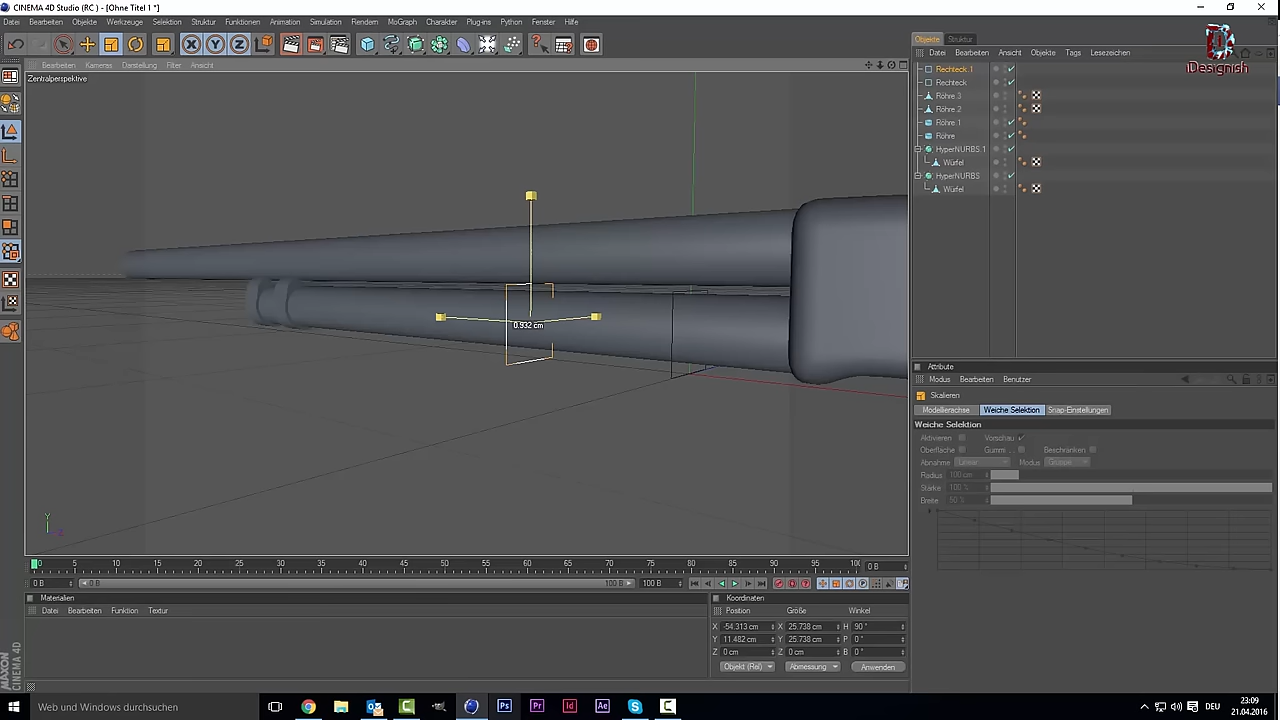 CINEMA 4D Studio (RC ) - [Ohne Titel 1 *]
Datei Bearbeiten Objekte Werkzeuge Selektion Struktur Funktionen Animation Simulation Rendern MoGraph Charakter Plug-ins Python Fenster Hilfe
Bearbeiten Kameras Darstellung Filter Ansicht
Zentralperspektive
0.932 cm
Y
Z
0 5 10 15 20 25 30 35 40 45 50 55 60 65 70 75 80 85 90 95 100
0 B
0 B
0 B
100 B
100 B
Materialien
Datei Bearbeiten Funktion Textur
Koordinaten
Position Größe Winkel
X -54.313 cm X 25.738 cm H 90 °
Y 11.482 cm Y 25.738 cm P 0 °
Z 0 cm Z 0 cm B 0 °
Objekt (Rel) Abmessung Anwenden
MAXON CINEMA 4D
Objekte Struktur
iDesignish
Datei Bearbeiten Ansicht Objekte Tags Lesezeichen
Rechteck.1
Rechteck
Röhre.3
Röhre.2
Röhre.1
Röhre
HyperNURBS.1
Würfel
HyperNURBS
Würfel
Attribute
Modus Bearbeiten Benutzer
Skalieren
Modellierachse Weiche Selektion Snap-Einstellungen
Weiche Selektion
Aktivieren Vorschau
Oberfläche Gummi . . Beschränken
Abnahme Linear Modus Gruppe
Radius 100 cm
Stärke 100 %
Breite 50 %
Web und Windows durchsuchen
Ps Pr Id Ae
DEU
23:09
21.04.2016